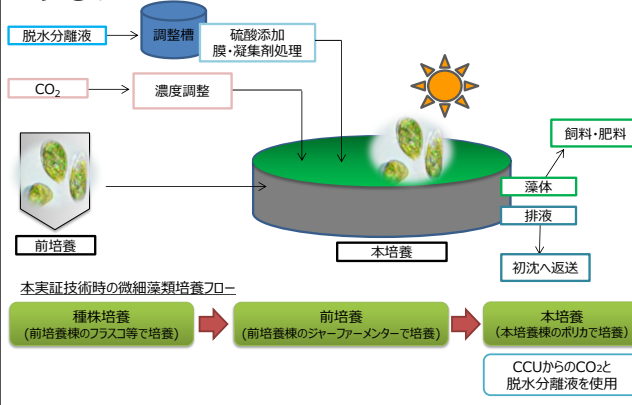 脱水分離液
調整槽
硫酸添加
膜・凝集剤処理
CO₂
濃度調整
飼料・肥料
藻体
排液
前培養
本培養
初沈へ返送
本実証技術時の微細藻類培養フロー
種株培養
(前培養棟のフラスコ等で培養)
前培養
(前培養棟のジャーファーメンターで培養)
本培養
(本培養棟のポリカで培養)
CCUからのCO₂と
脱水分離液を使用